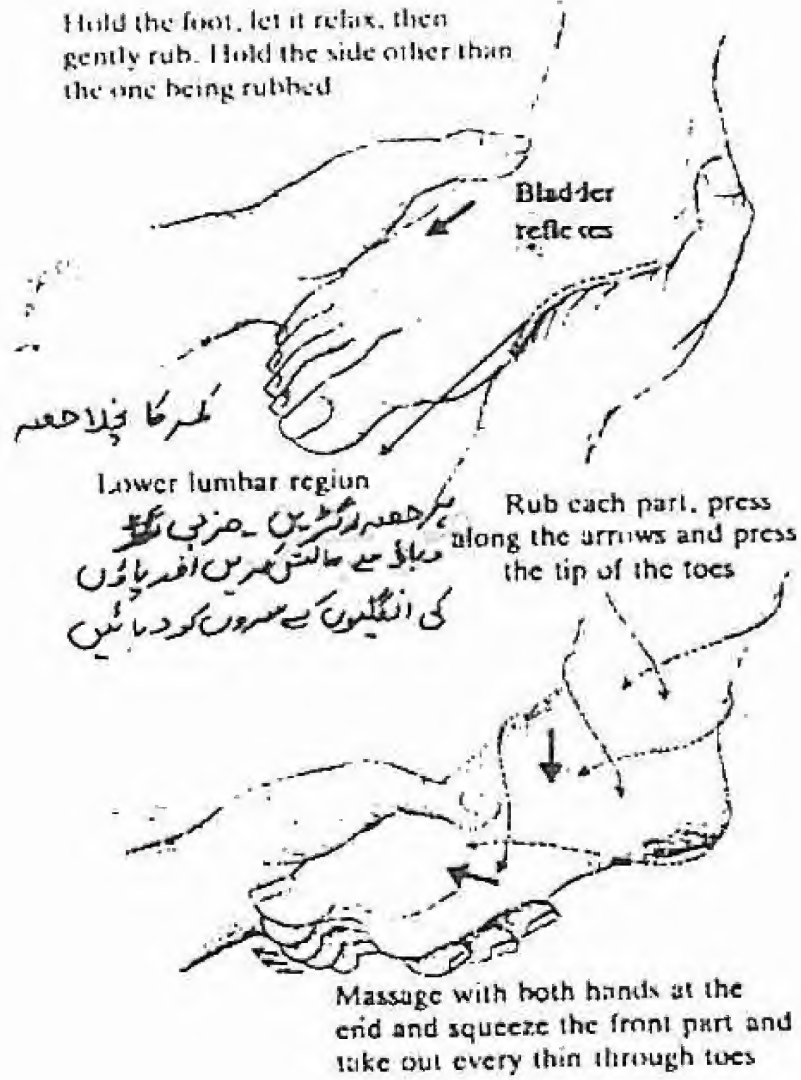 Hold the foot, let it relax, then
gently rub. Hold the side other than
the one being rubbed
Bladder
reflexes
کمر کا نچلا حصہ
Lower lumbar region
ہر حصہ رگڑیں -
دباؤ سے مالش کریں اور پاؤں
کی انگلیوں کے سروں کو دبائیں
Rub each part, press
along the arrows and press
the tip of the toes
Massage with both hands at the
end and squeeze the front part and
take out every thin through toes